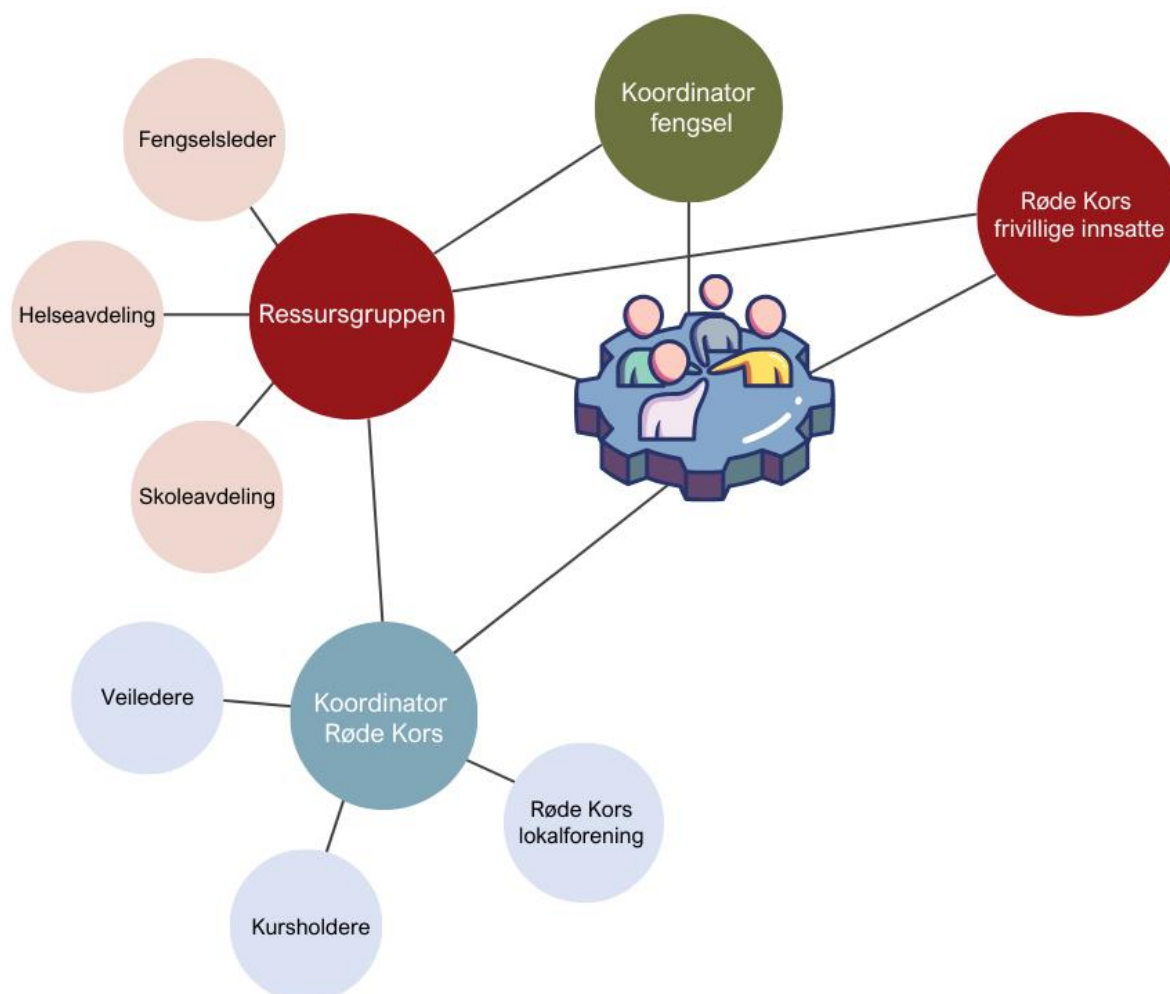 Koordinator
fengsel
Fengselsleder
Røde Kors
frivillige innsatte
Helseavdeling
Ressursgruppen
Skoleavdeling
Veiledere
Koordinator
Røde Kors
Røde Kors
lokalforening
Kursholdere